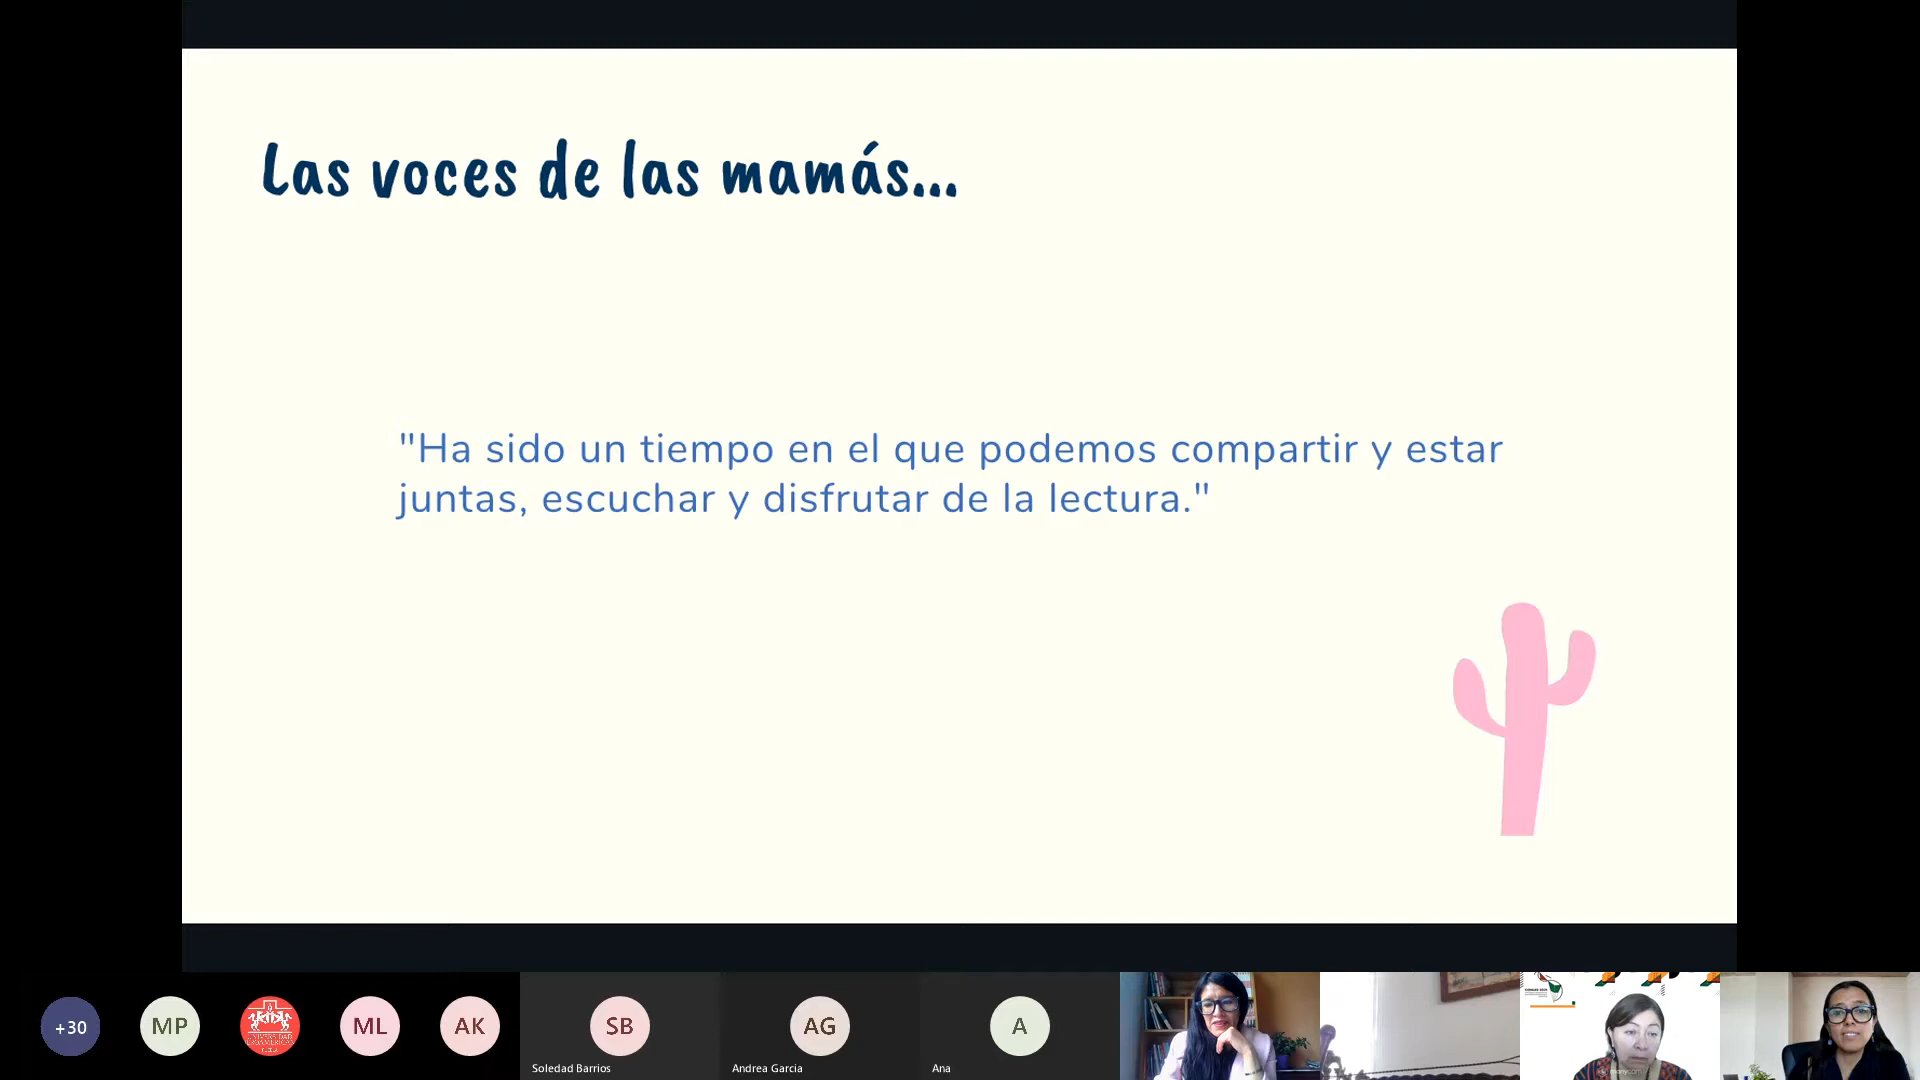 Las voces de las mamás...
"Ha sido un tiempo en el que podemos compartir y estar
juntas, escuchar y disfrutar de la lectura."
+30
MP
ML
AK
SB
AG
A
Soledad Barrios
Andrea Garcia
Ana